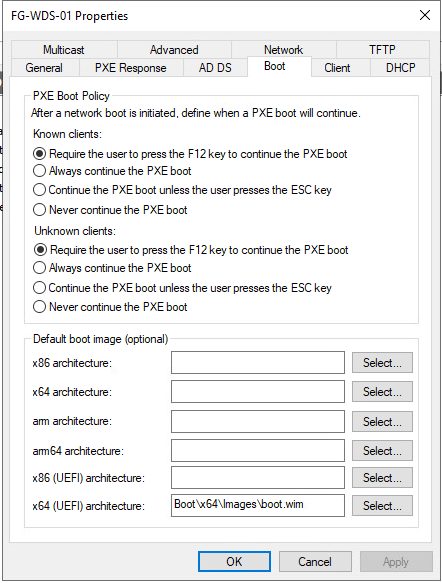 FG-WDS-01 Properties
Multicast Advanced Network TFTP
General PXE Response AD DS Boot Client DHCP
PXE Boot Policy
After a network boot is initiated, define when a PXE boot will continue.
Known clients:
Require the user to press the F12 key to continue the PXE boot
Always continue the PXE boot
Continue the PXE boot unless the user presses the ESC key
Never continue the PXE boot
Unknown clients:
Require the user to press the F12 key to continue the PXE boot
Always continue the PXE boot
Continue the PXE boot unless the user presses the ESC key
Never continue the PXE boot
Default boot image (optional)
x86 architecture: Select...
x64 architecture: Select...
arm architecture: Select...
arm64 architecture: Select...
x86 (UEFI) architecture: Select...
x64 (UEFI) architecture: Boot\x64\Images\boot.wim Select...
OK Cancel Apply